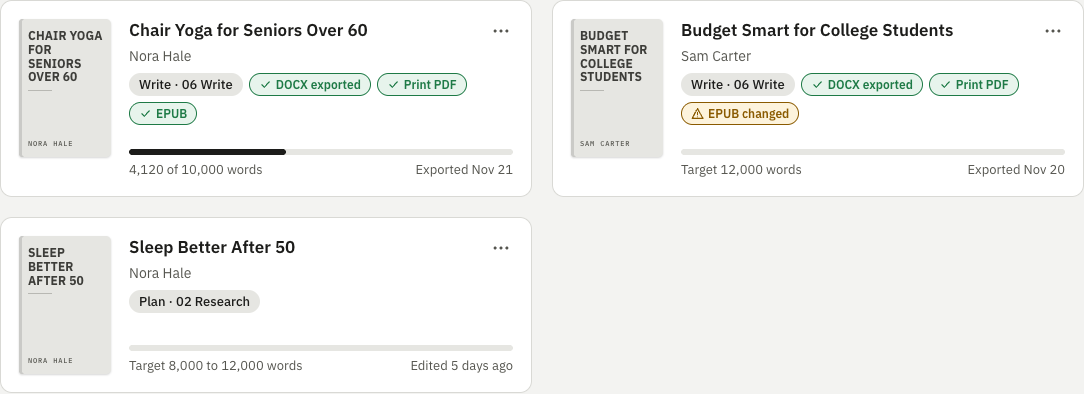 CHAIR YOGA
FOR
SENIORS
OVER 60
NORA HALE
Chair Yoga for Seniors Over 60
Nora Hale
Write · 06 Write
DOCX exported
Print PDF
EPUB
4,120 of 10,000 words
Exported Nov 21
BUDGET
SMART FOR
COLLEGE
STUDENTS
SAM CARTER
Budget Smart for College Students
Sam Carter
Write · 06 Write
DOCX exported
Print PDF
EPUB changed
Target 12,000 words
Exported Nov 20
SLEEP
BETTER
AFTER 50
NORA HALE
Sleep Better After 50
Nora Hale
Plan · 02 Research
Target 8,000 to 12,000 words
Edited 5 days ago